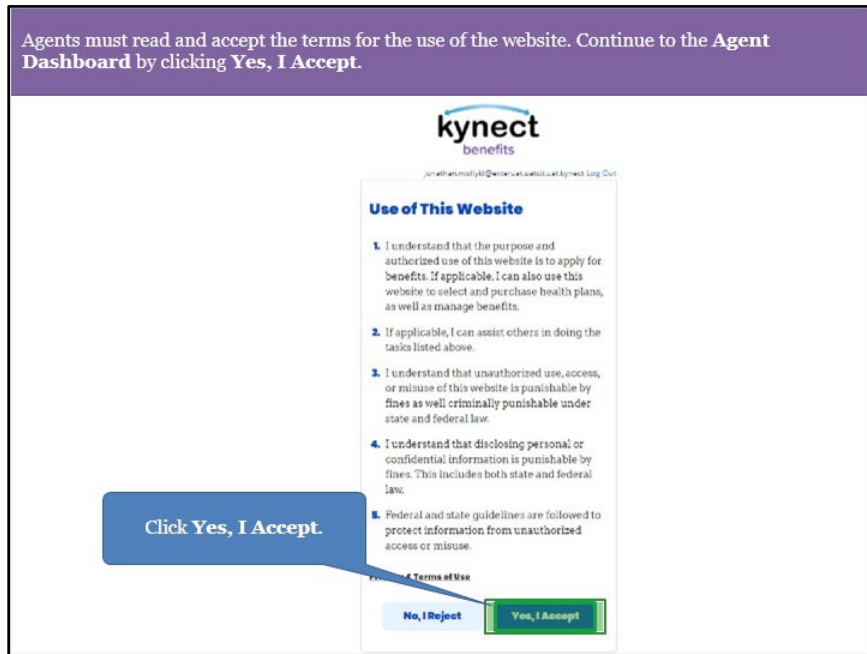 Agents must read and accept the terms for the use of the website. Continue to the Agent
Dashboard by clicking Yes, I Accept.
kynect
benefits
Log Out
Use of This Website
1. I understand that the purpose and
authorized use of this website is to apply for
benefits. If applicable, I can also use this
website to select and purchase health plans,
as well as manage benefits.
2. If applicable, I can assist others in doing the
tasks listed above.
3. I understand that unauthorized use, access,
or misuse of this website is punishable by
fines as well criminally punishable under
state and federal law.
4. I understand that disclosing personal or
confidential information is punishable by
fines. This includes both state and federal
law.
5. Federal and state guidelines are followed to
protect information from unauthorized
access or misuse.
Click Yes, I Accept.
& Terms of Use
No, I Reject
Yes, I Accept